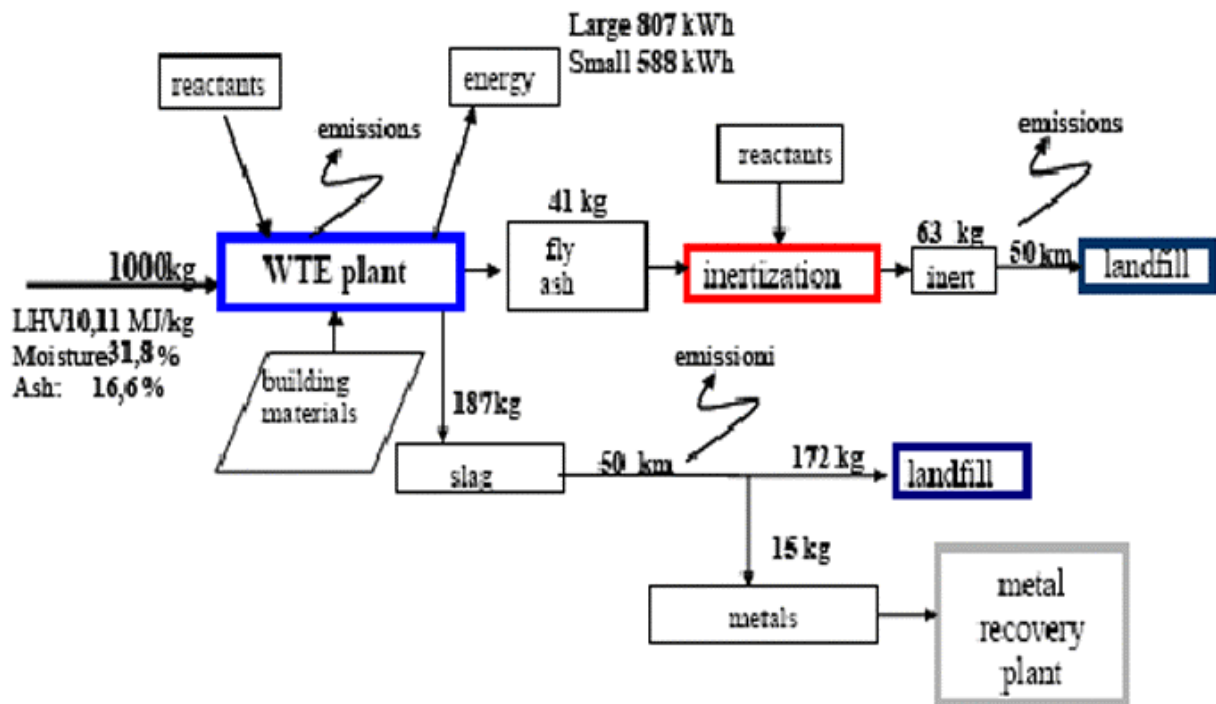 Large 807 kWh
Small 588 kWh
reactants
energy
emissions
emissions
reactants
41 kg
fly
ash
63 kg
1000kg
WTE plant
inertization
inert
50 km
landfill
LHV10,11 MJ/kg
Moisture:31,8 %
Ash: 16,6 %
building
materials
emissioni
187kg
slag
50 km
172 kg
landfill
15 kg
metals
metal
recovery
plant